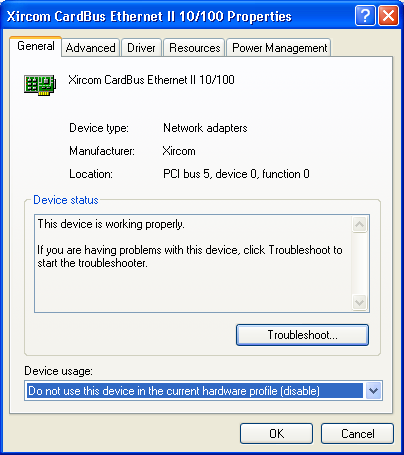 Xircom CardBus Ethernet II 10/100 Properties
General Advanced Driver Resources Power Management
Xircom CardBus Ethernet II 10/100
Device type: Network adapters
Manufacturer: Xircom
Location: PCI bus 5, device 0, function 0
Device status
This device is working properly.
If you are having problems with this device, click Troubleshoot to
start the troubleshooter.
Troubleshoot...
Device usage:
Do not use this device in the current hardware profile (disable)
OK Cancel